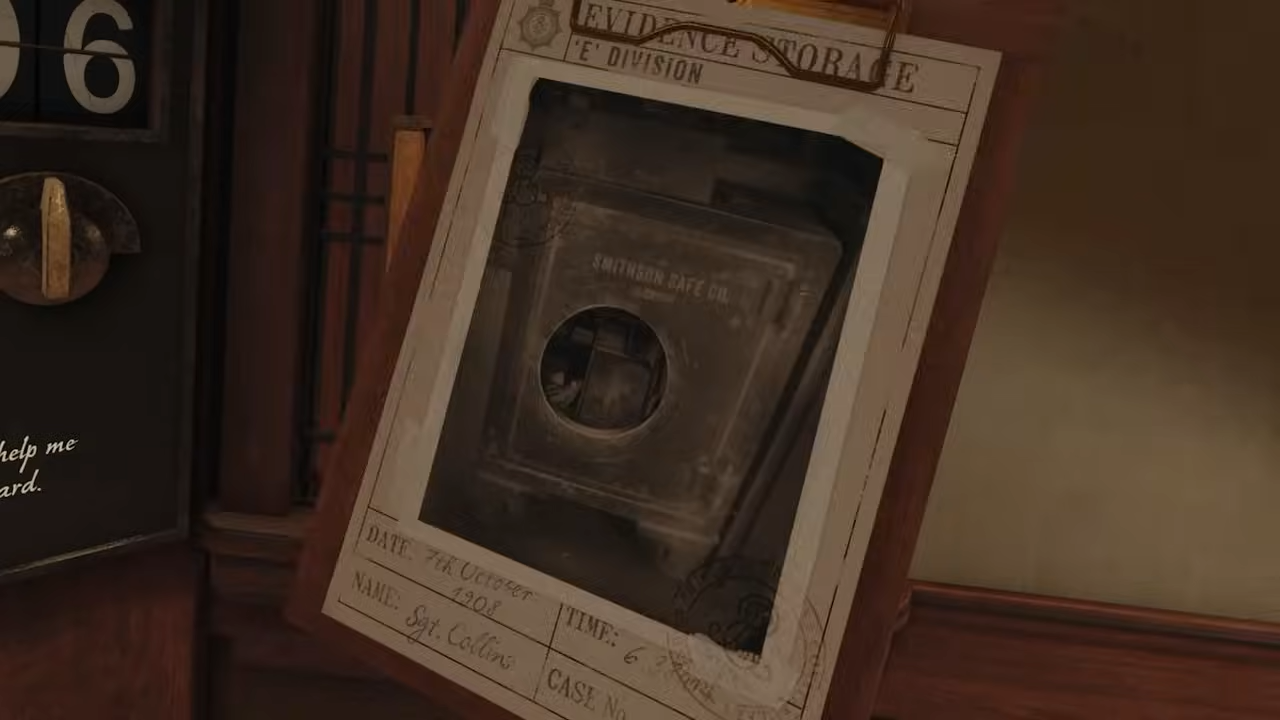 06
EVIDENCE STORAGE
'E' DIVISION
SMITHSON SAFE CO.
help me
ard.
DATE: 7th October
1908
NAME: Sgt. Collins
TIME: 6
CASE No